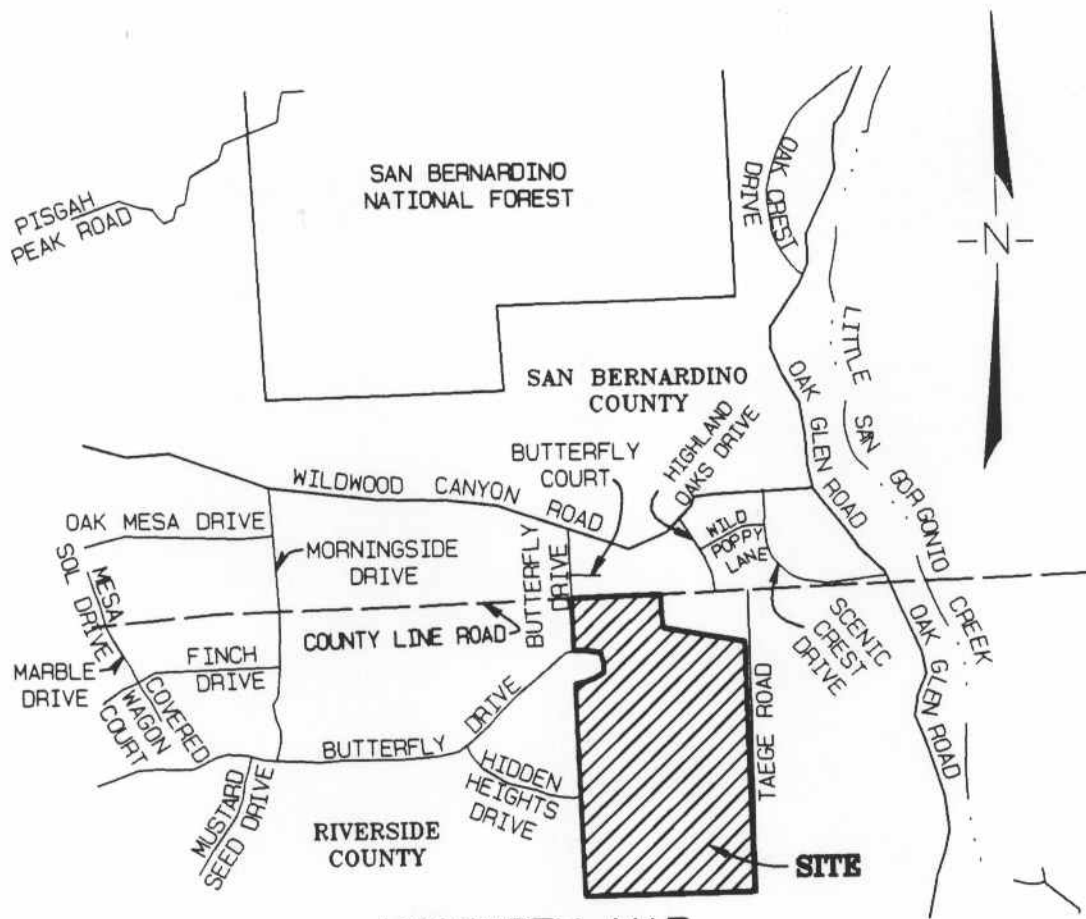 PISGAH
PEAK ROAD
SAN BERNARDINO
NATIONAL FOREST
OAK CREST
DRIVE
-N-
LITTLE SAN GORGONIO CREEK
OAK GLEN ROAD
SAN BERNARDINO
COUNTY
HIGHLAND
OAKS DRIVE
BUTTERFLY
COURT
WILDWOOD CANYON ROAD
OAK MESA DRIVE
MESA
SOL DRIVE
MORNINGSIDE
DRIVE
BUTTERFLY
DRIVE
WILD
POPPY
LANE
SCENIC
CREST
DRIVE
COUNTY LINE ROAD
MARBLE
DRIVE
FINCH
DRIVE
COVERED
WAGON
COURT
BUTTERFLY DRIVE
HIDDEN
HEIGHTS
DRIVE
TAEGE ROAD
OAK GLEN ROAD
MUSTARD
SEED DRIVE
RIVERSIDE
COUNTY
SITE